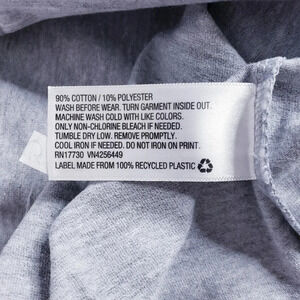 90% COTTON / 10% POLYESTER
WASH BEFORE WEAR. TURN GARMENT INSIDE OUT.
MACHINE WASH COLD WITH LIKE COLORS.
ONLY NON-CHLORINE BLEACH IF NEEDED.
TUMBLE DRY LOW. REMOVE PROMPTLY.
COOL IRON IF NEEDED. DO NOT IRON ON PRINT.
RN17730 VN4256449
LABEL MADE FROM 100% RECYCLED PLASTIC